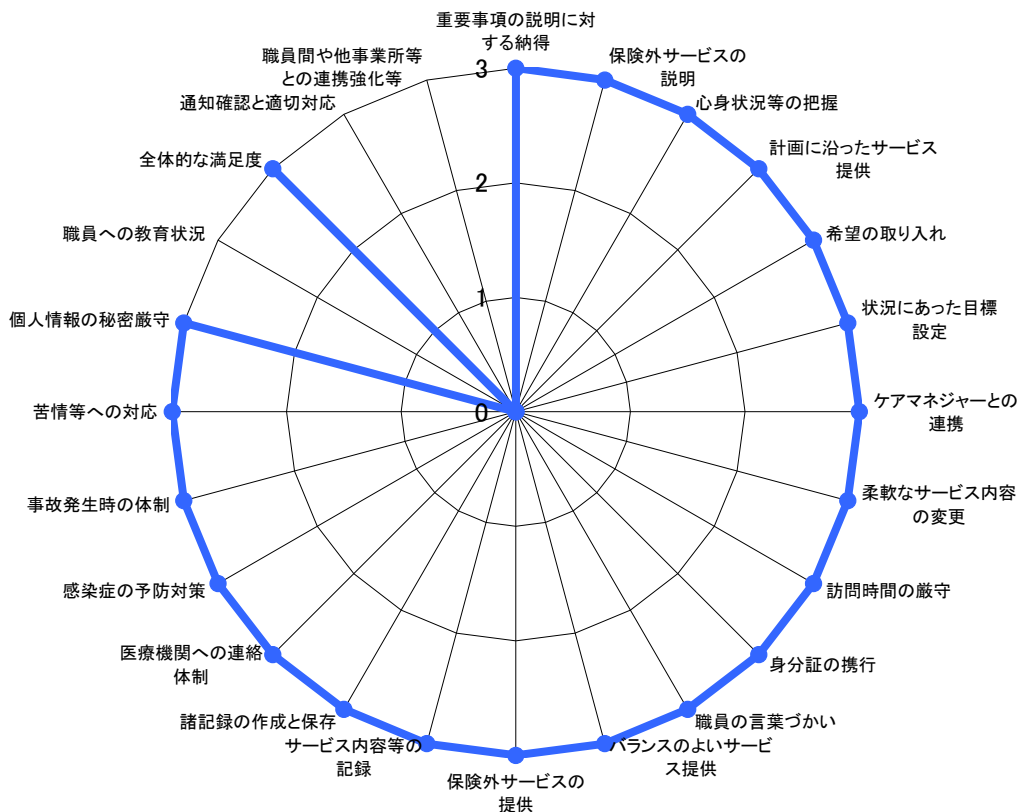 重要事項の説明に対
する納得
保険外サービスの
説明
心身状況等の把握
計画に沿ったサービス
提供
希望の取り入れ
状況にあった目標
設定
ケアマネジャーとの
連携
柔軟なサービス内容
の変更
訪問時間の厳守
身分証の携行
職員の言葉づかい
バランスのよいサービ
ス提供
保険外サービスの
提供
サービス内容等の
記録
諸記録の作成と保存
医療機関への連絡
体制
感染症の予防対策
事故発生時の体制
苦情等への対応
個人情報の秘密厳守
職員への教育状況
全体的な満足度
通知確認と適切対応
職員間や他事業所等
との連携強化等
3
2
1
0